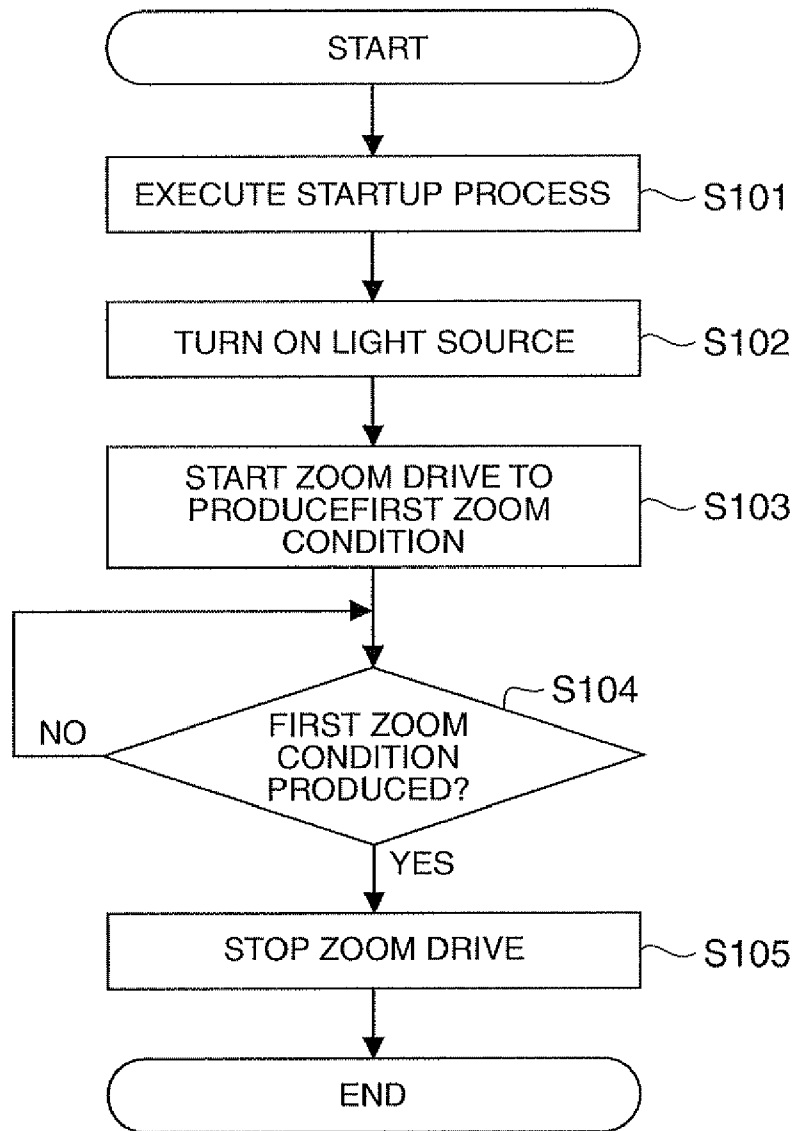 START
EXECUTE STARTUP PROCESS
S101
TURN ON LIGHT SOURCE
S102
START ZOOM DRIVE TO
PRODUCEFIRST ZOOM
CONDITION
S103
S104
FIRST ZOOM
CONDITION
PRODUCED?
NO
YES
STOP ZOOM DRIVE
S105
END